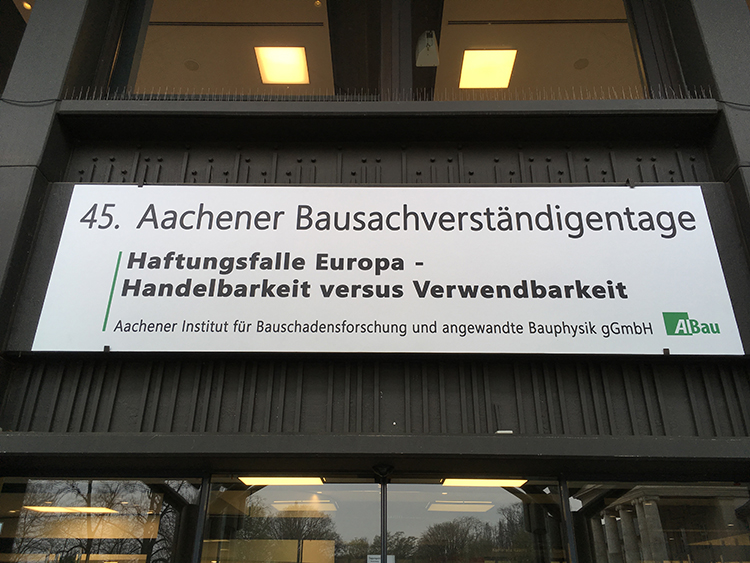 45. Aachener Bausachverständigentage
Haftungsfalle Europa -
Handelbarkeit versus Verwendbarkeit
Aachener Institut für Bauschadensforschung und angewandte Bauphysik gGmbH AIBau